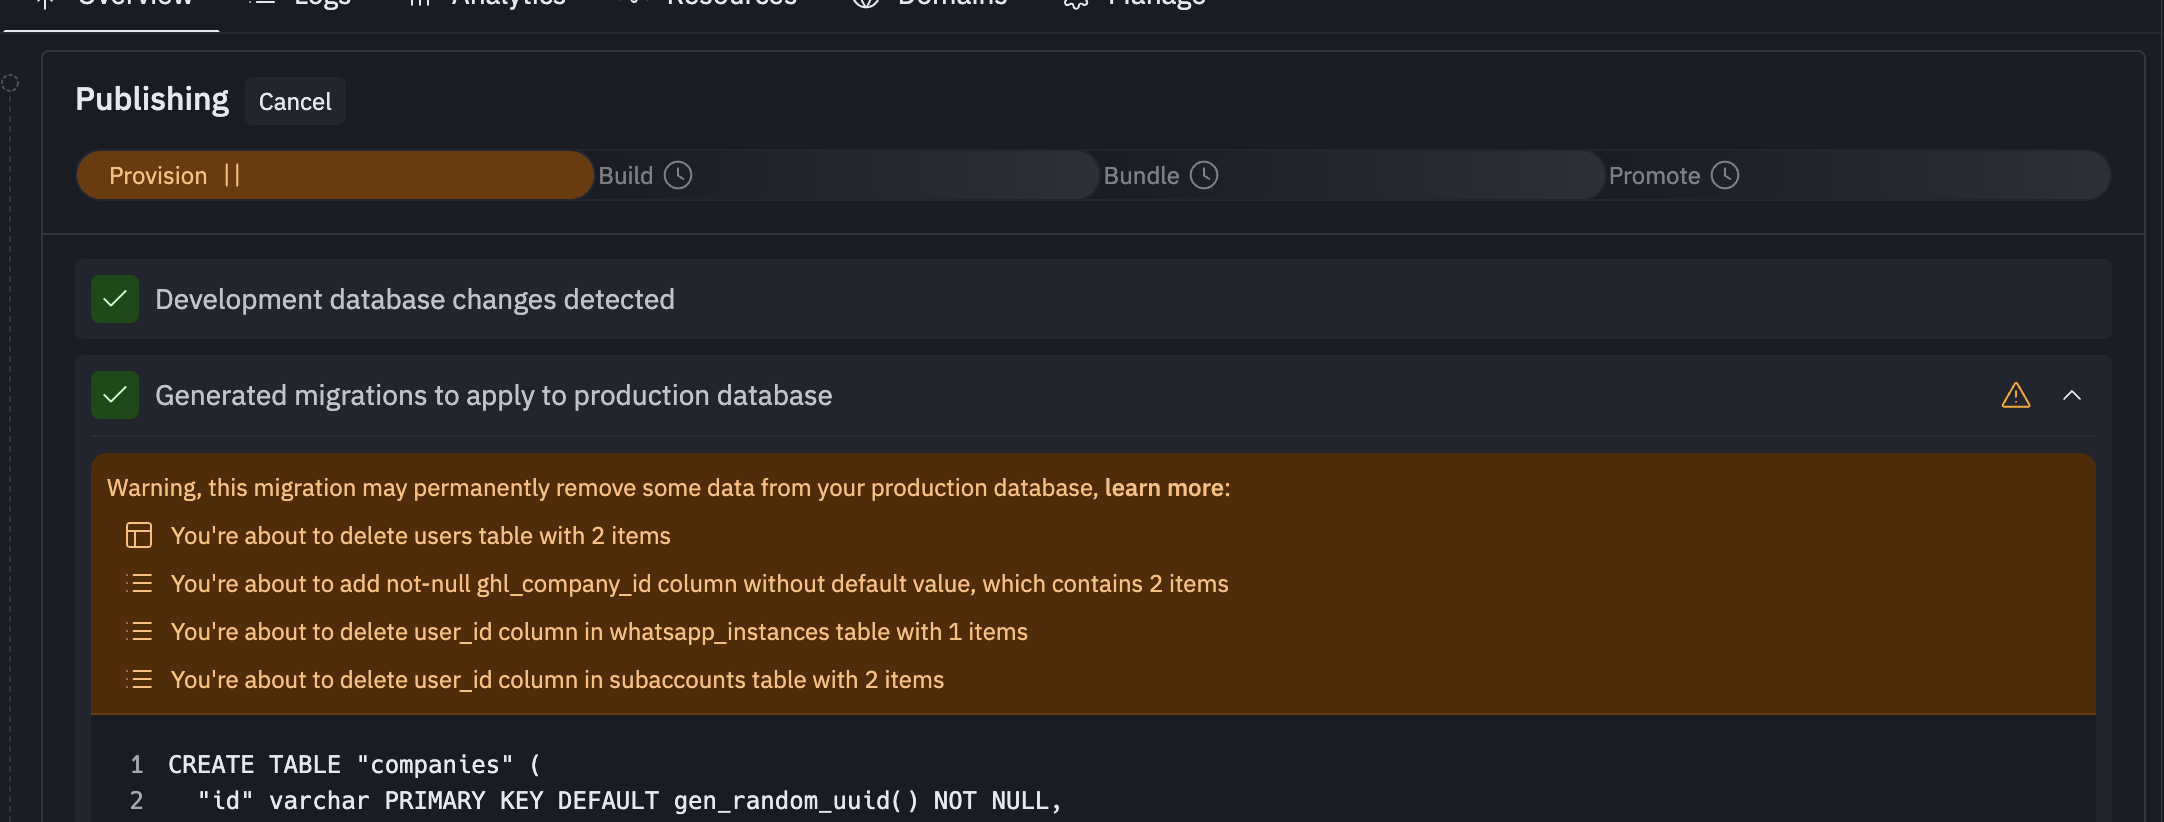 Overview Logs Analytics Resources Domains Manage
Publishing Cancel
Provision Build Bundle Promote
Development database changes detected
Generated migrations to apply to production database
Warning, this migration may permanently remove some data from your production database, learn more:
You're about to delete users table with 2 items
You're about to add not-null ghl_company_id column without default value, which contains 2 items
You're about to delete user_id column in whatsapp_instances table with 1 items
You're about to delete user_id column in subaccounts table with 2 items
1 CREATE TABLE "companies" (
2 "id" varchar PRIMARY KEY DEFAULT gen_random_uuid() NOT NULL,